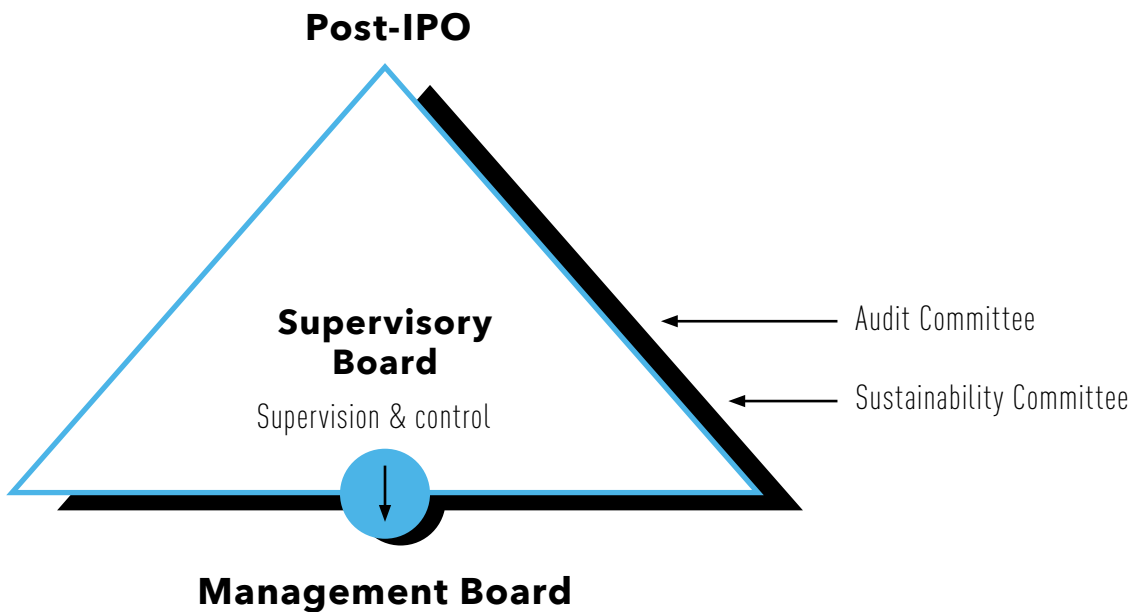 Post-IPO
Supervisory
Board
Supervision & control
Audit Committee
Sustainability Committee
Management Board